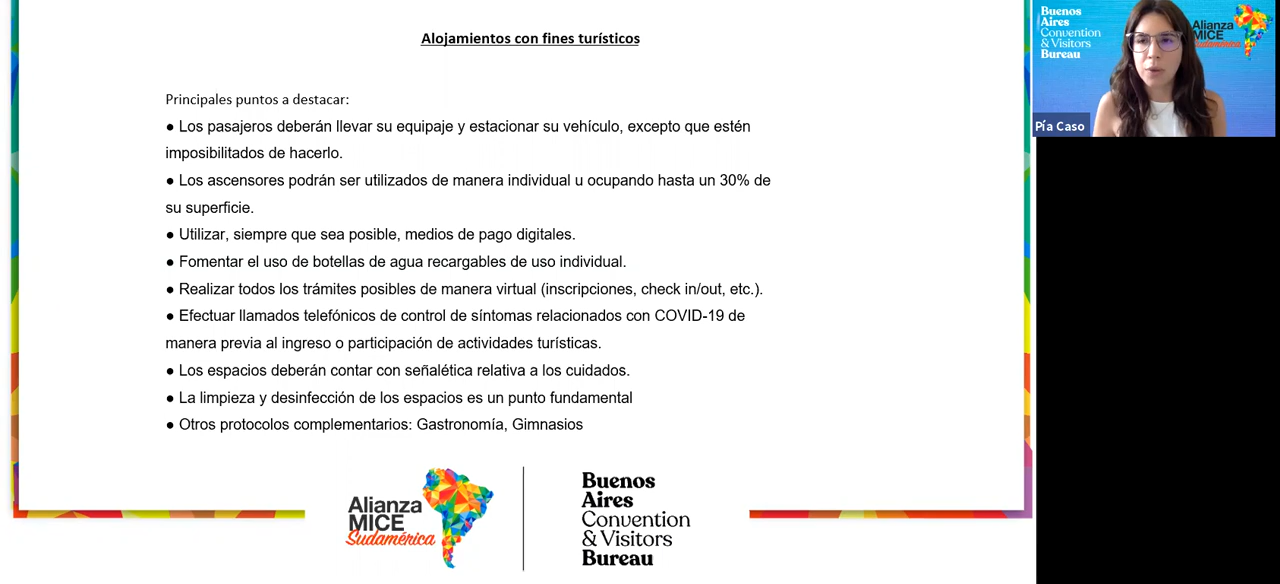 Alojamientos con fines turísticos
Principales puntos a destacar:
● Los pasajeros deberán llevar su equipaje y estacionar su vehículo, excepto que estén
imposibilitados de hacerlo.
● Los ascensores podrán ser utilizados de manera individual u ocupando hasta un 30% de
su superficie.
● Utilizar, siempre que sea posible, medios de pago digitales.
● Fomentar el uso de botellas de agua recargables de uso individual.
● Realizar todos los trámites posibles de manera virtual (inscripciones, check in/out, etc.).
● Efectuar llamados telefónicos de control de síntomas relacionados con COVID-19 de
manera previa al ingreso o participación de actividades turísticas.
● Los espacios deberán contar con señalética relativa a los cuidados.
● La limpieza y desinfección de los espacios es un punto fundamental
● Otros protocolos complementarios: Gastronomía, Gimnasios
Alianza
MICE
Sudamérica
Buenos
Aires
Convention
& Visitors
Bureau
Buenos
Aires
Convention
& Visitors
Bureau
Alianza
MICE
Sudamérica
Pía Caso